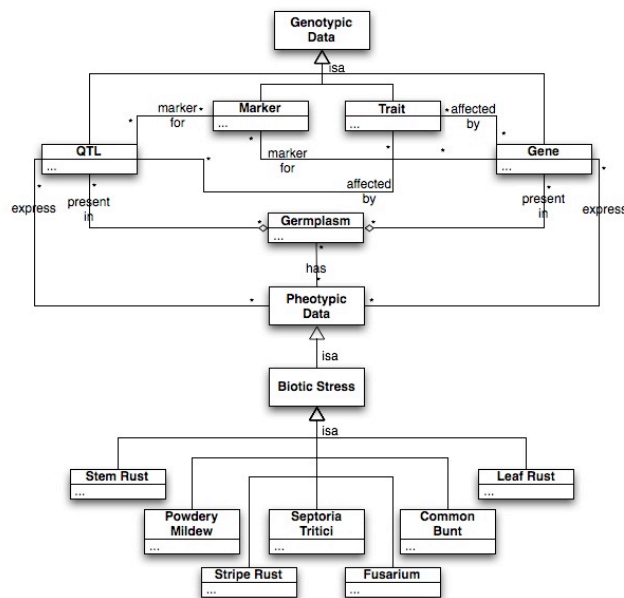 Genotypic
Data
isa
marker *
for
*
Marker
...
Trait
...
* affected
by
*
QTL
...
*
marker
for
*
*
*
affected
by
Gene
...
*
express
*
present
in
*
Germplasm
...
*
*
present
in
*
express
*
has
*
*
Pheotypic
Data
*
isa
Biotic Stress
isa
Stem Rust
...
Leaf Rust
...
Powdery
Mildew
...
Septoria
Tritici
...
Common
Bunt
...
Stripe Rust
...
Fusarium
...